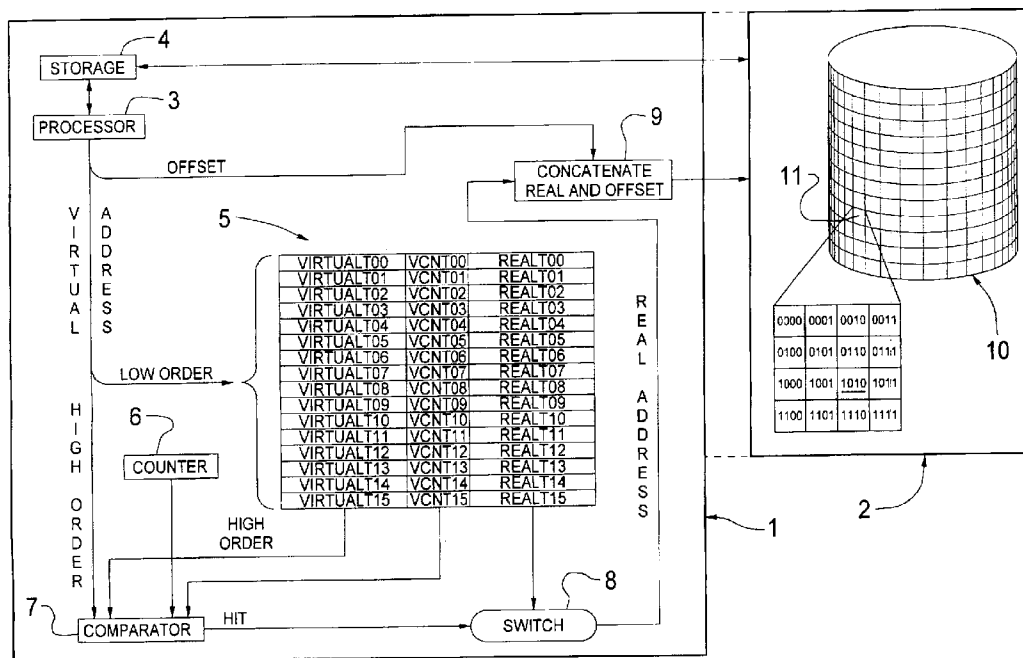 4
STORAGE
3
PROCESSOR
OFFSET
9
CONCATENATE
REAL AND OFFSET
VIRTUAL
ADDRESS
HIGH ORDER
5
VIRTUALT00 VCNT00 REALT00
VIRTUALT01 VCNT01 REALT01
VIRTUALT02 VCNT02 REALT02
VIRTUALT03 VCNT03 REALT03
VIRTUALT04 VCNT04 REALT04
VIRTUALT05 VCNT05 REALT05
VIRTUALT06 VCNT06 REALT06
VIRTUALT07 VCNT07 REALT07
VIRTUALT08 VCNT08 REALT08
VIRTUALT09 VCNT09 REALT09
VIRTUALT10 VCNT10 REALT10
VIRTUALT11 VCNT11 REALT11
VIRTUALT12 VCNT12 REALT12
VIRTUALT13 VCNT13 REALT13
VIRTUALT14 VCNT14 REALT14
VIRTUALT15 VCNT15 REALT15
LOW ORDER
6
COUNTER
HIGH
ORDER
REAL ADDRESS
7
COMPARATOR
HIT
8
SWITCH
1
11
10
0000 0001 0010 0011
0100 0101 0110 0111
1000 1001 1010 1011
1100 1101 1110 1111
2